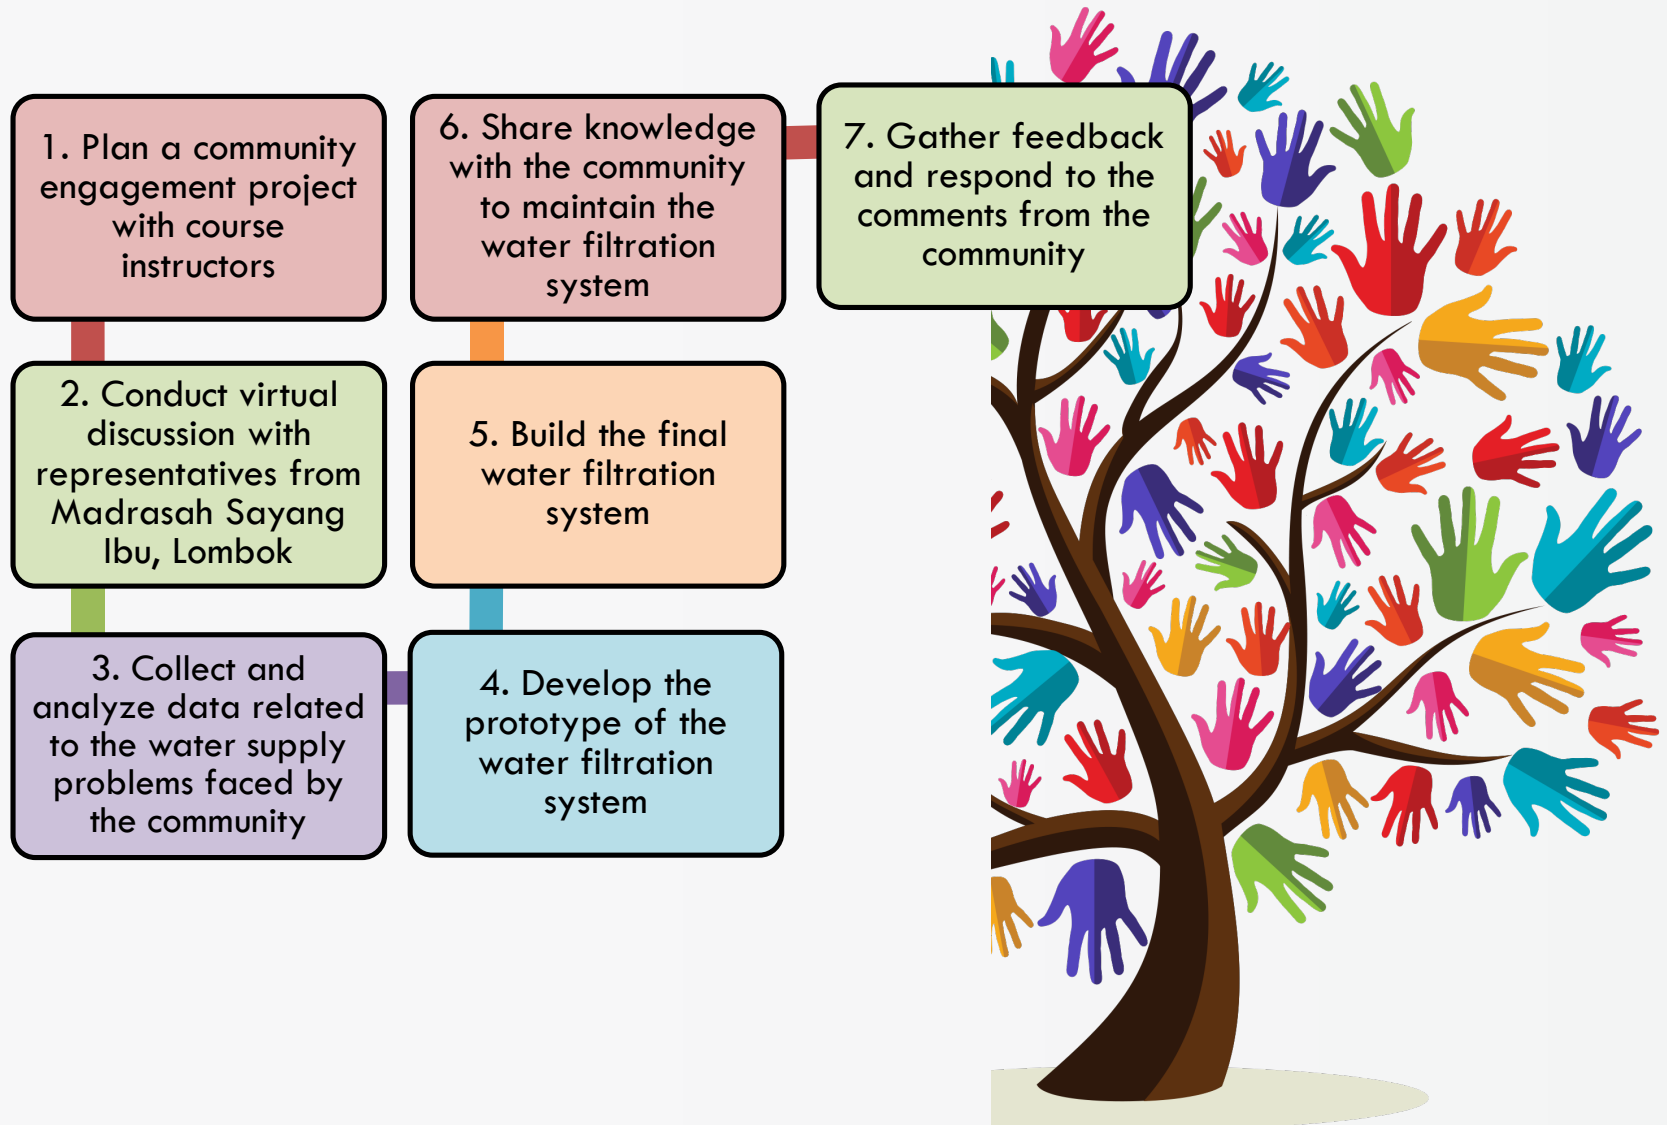 1. Plan a community
engagement project
with course
instructors
2. Conduct virtual
discussion with
representatives from
Madrasah Sayang
Ibu, Lombok
3. Collect and
analyze data related
to the water supply
problems faced by
the community
4. Develop the
prototype of the
water filtration
system
5. Build the final
water filtration
system
6. Share knowledge
with the community
to maintain the
water filtration
system
7. Gather feedback
and respond to the
comments from the
community